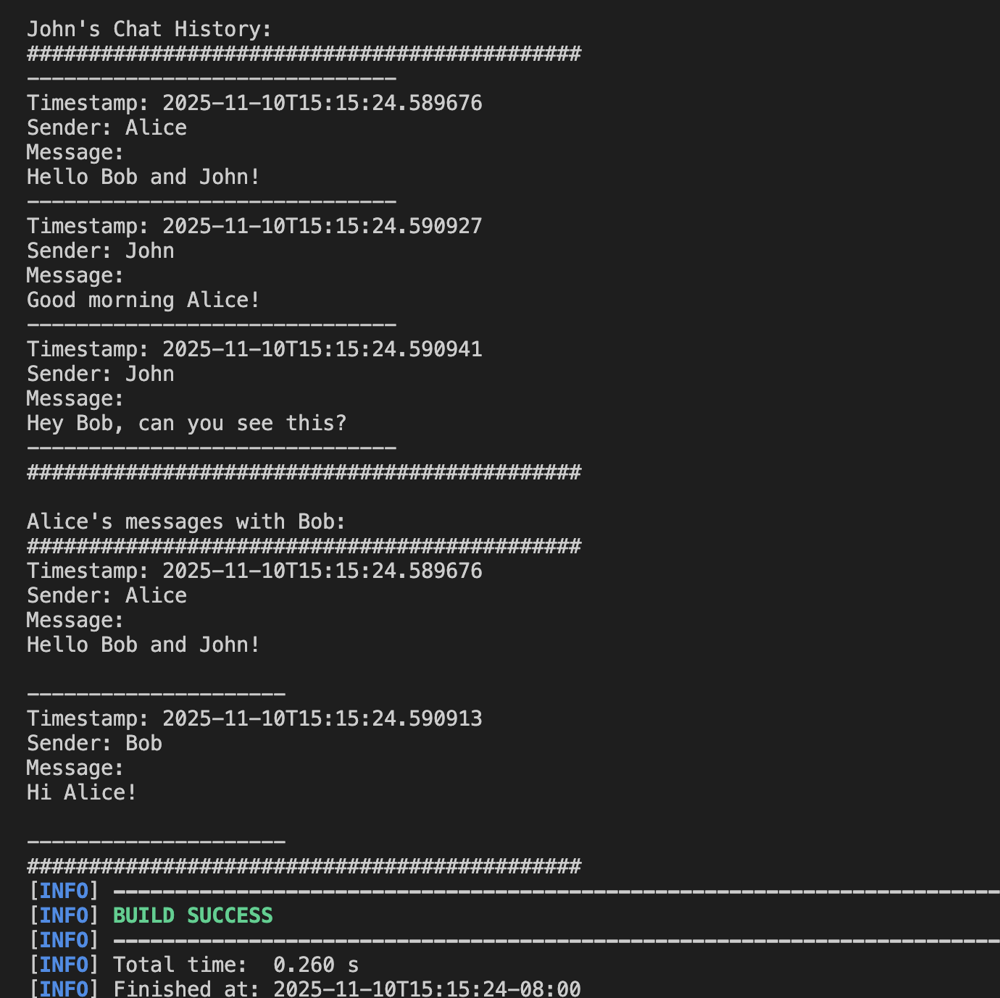 John's Chat History:
#############################################
------------------------------
Timestamp: 2025-11-10T15:15:24.589676
Sender: Alice
Message:
Hello Bob and John!
------------------------------
Timestamp: 2025-11-10T15:15:24.590927
Sender: John
Message:
Good morning Alice!
------------------------------
Timestamp: 2025-11-10T15:15:24.590941
Sender: John
Message:
Hey Bob, can you see this?
------------------------------
#############################################

Alice's messages with Bob:
#############################################
Timestamp: 2025-11-10T15:15:24.589676
Sender: Alice
Message:
Hello Bob and John!

---------------------
Timestamp: 2025-11-10T15:15:24.590913
Sender: Bob
Message:
Hi Alice!

---------------------
#############################################
[INFO] ------------------------------------------------------------------------
[INFO] BUILD SUCCESS
[INFO] ------------------------------------------------------------------------
[INFO] Total time:  0.260 s
[INFO] Finished at: 2025-11-10T15:15:24-08:00